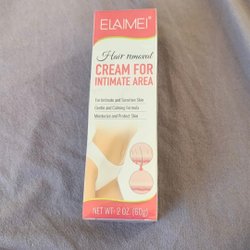 ELAIMEI®
Hair removal
CREAM FOR
INTIMATE AREA
For Intimate and Sensitive Skin
Gentle and Calming Formula
Moisturize and Protect Skin
NET WT: 2 OZ. (60g)